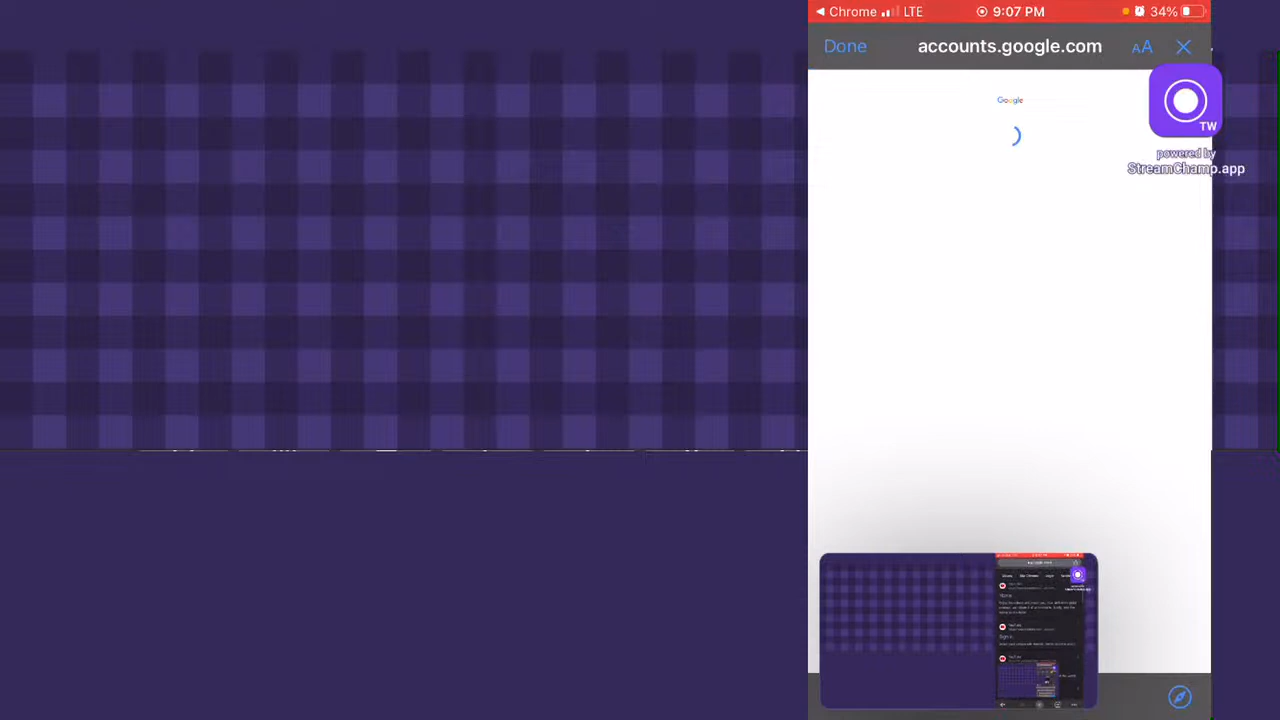 ◀ Chrome LTE 9:07 PM 34%
Done accounts.google.com AA
Google
TW
powered by
StreamChamp.app